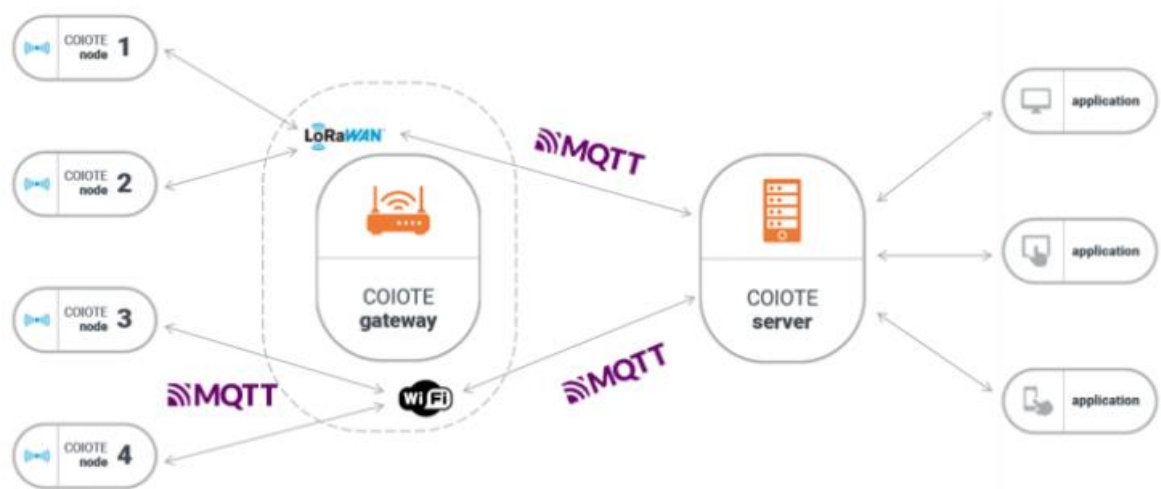 COIOTE
node 1
COIOTE
node 2
COIOTE
node 3
COIOTE
node 4
LoRaWAN
COIOTE
gateway
WiFi
MQTT
MQTT
MQTT
COIOTE
server
application
application
application